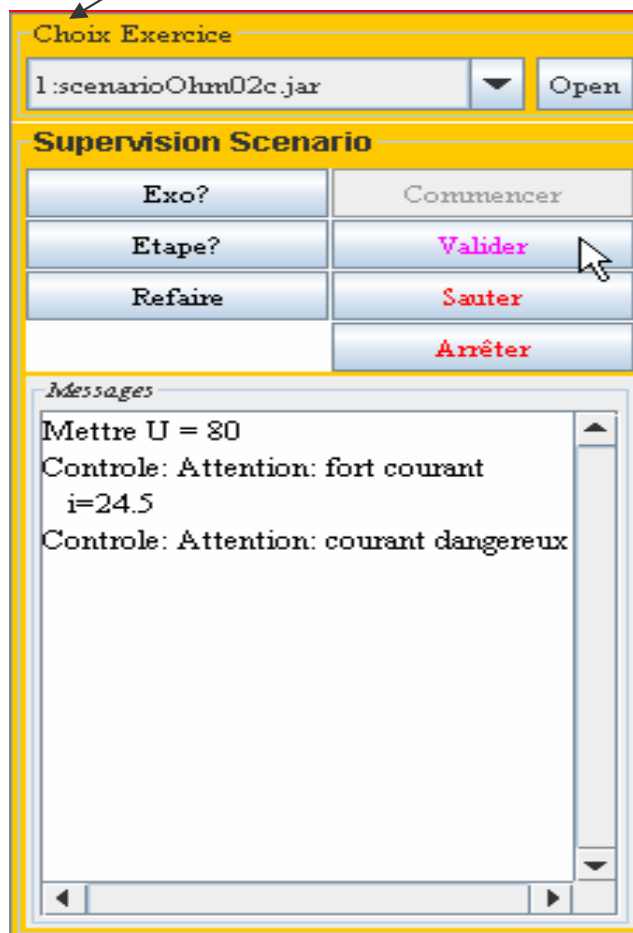 Choix Exercice
1:scenarioOhm02c.jar Open
Supervision Scenario
Exo? Commencer
Etape? Valider
Refaire Sauter
Arrêter
Messages
Mettre U = 80
Controle: Attention: fort courant
i=24.5
Controle: Attention: courant dangereux